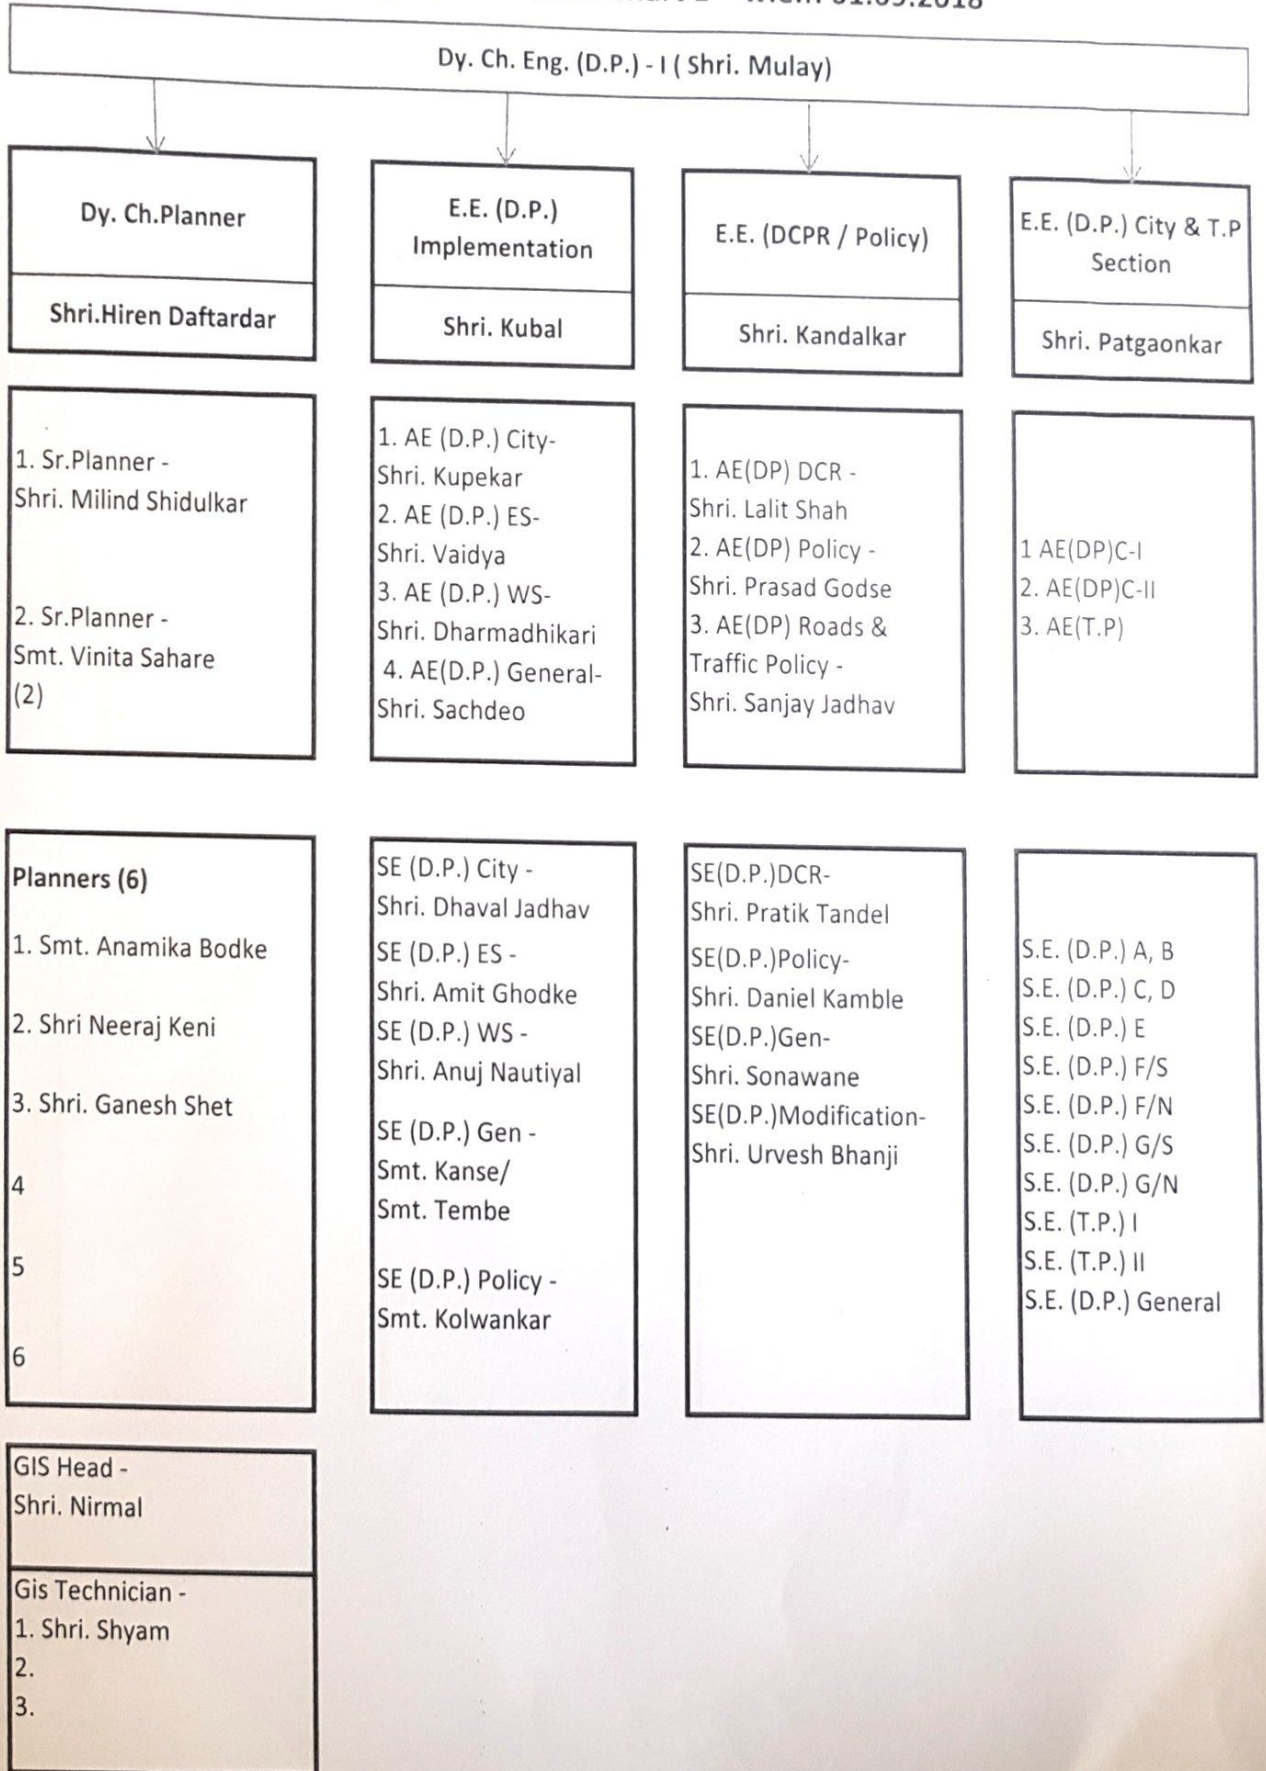 01.09.2018
Dy. Ch. Eng. (D.P.) - I ( Shri. Mulay)
Dy. Ch.Planner
Shri.Hiren Daftardar
E.E. (D.P.)
Implementation
Shri. Kubal
E.E. (DCPR / Policy)
Shri. Kandalkar
E.E. (D.P.) City & T.P
Section
Shri. Patgaonkar
1. Sr.Planner -
Shri. Milind Shidulkar
2. Sr.Planner -
Smt. Vinita Sahare
(2)
1. AE (D.P.) City-
Shri. Kupekar
2. AE (D.P.) ES-
Shri. Vaidya
3. AE (D.P.) WS-
Shri. Dharmadhikari
4. AE(D.P.) General-
Shri. Sachdeo
1. AE(DP) DCR -
Shri. Lalit Shah
2. AE(DP) Policy -
Shri. Prasad Godse
3. AE(DP) Roads &
Traffic Policy -
Shri. Sanjay Jadhav
1 AE(DP)C-I
2. AE(DP)C-II
3. AE(T.P)
Planners (6)
1. Smt. Anamika Bodke
2. Shri Neeraj Keni
3. Shri. Ganesh Shet
4
5
6
SE (D.P.) City -
Shri. Dhaval Jadhav
SE (D.P.) ES -
Shri. Amit Ghodke
SE (D.P.) WS -
Shri. Anuj Nautiyal
SE (D.P.) Gen -
Smt. Kanse/
Smt. Tembe
SE (D.P.) Policy -
Smt. Kolwankar
SE(D.P.)DCR-
Shri. Pratik Tandel
SE(D.P.)Policy-
Shri. Daniel Kamble
SE(D.P.)Gen-
Shri. Sonawane
SE(D.P.)Modification-
Shri. Urvesh Bhanji
S.E. (D.P.) A, B
S.E. (D.P.) C, D
S.E. (D.P.) E
S.E. (D.P.) F/S
S.E. (D.P.) F/N
S.E. (D.P.) G/S
S.E. (D.P.) G/N
S.E. (T.P.) I
S.E. (T.P.) II
S.E. (D.P.) General
GIS Head -
Shri. Nirmal
Gis Technician -
1. Shri. Shyam
2.
3.